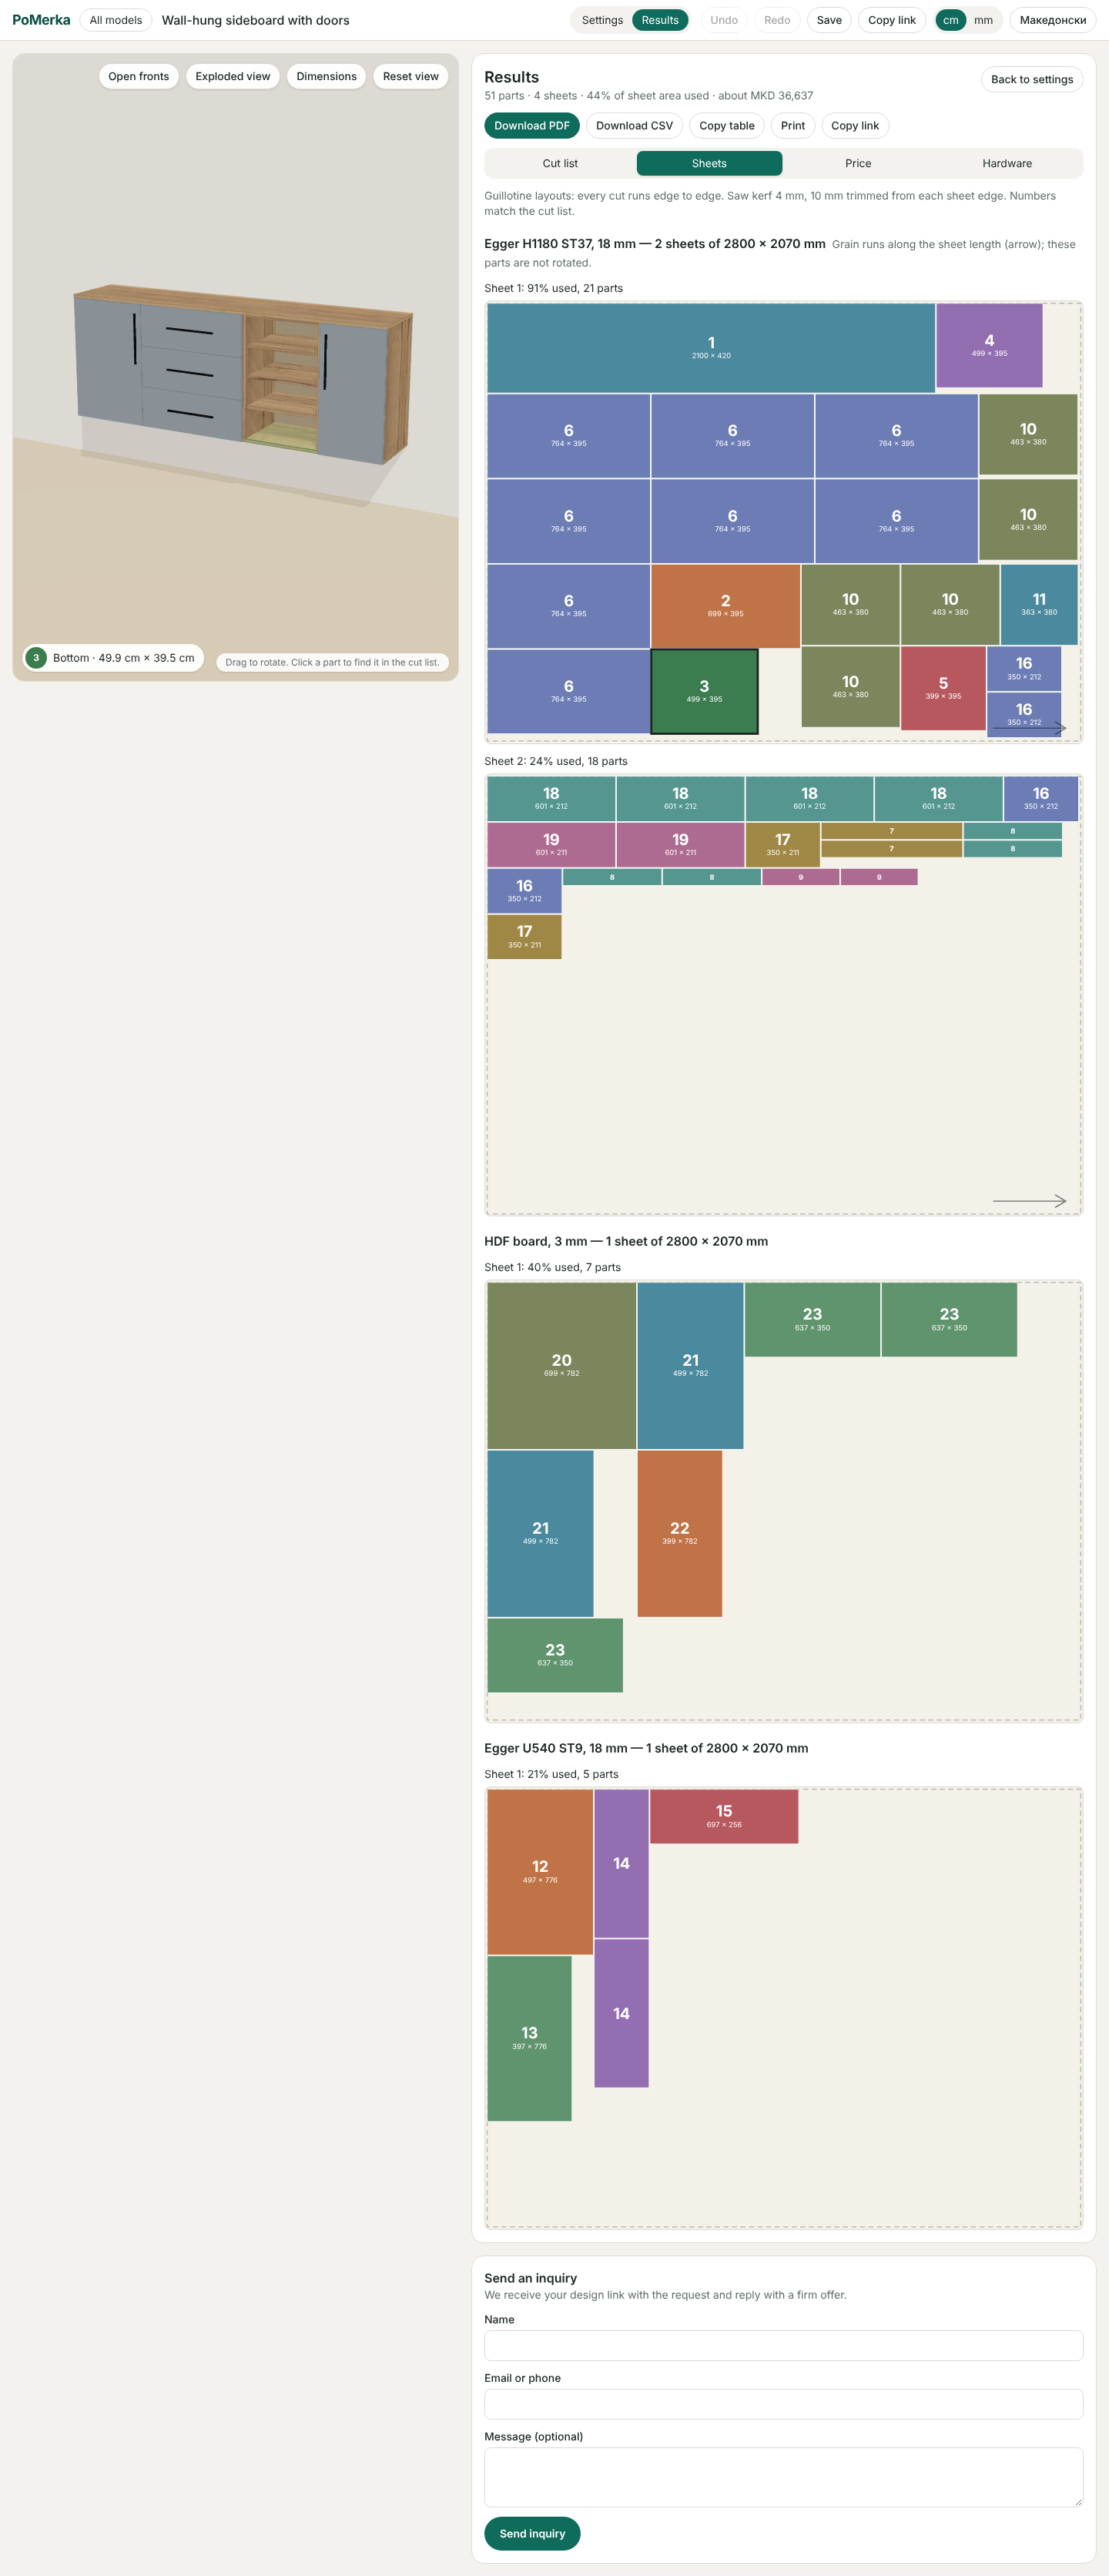 PoMerka All models Wall-hung sideboard with doors Settings Results Undo Redo Save Copy link cm mm Македонски
Open fronts Exploded view Dimensions Reset view
3 Bottom · 49.9 cm × 39.5 cm Drag to rotate. Click a part to find it in the cut list.
Results
51 parts · 4 sheets · 44% of sheet area used · about MKD 36,637
Back to settings
Download PDF Download CSV Copy table Print Copy link
Cut list Sheets Price Hardware
Guillotine layouts: every cut runs edge to edge. Saw kerf 4 mm, 10 mm trimmed from each sheet edge. Numbers
match the cut list.
Egger H1180 ST37, 18 mm — 2 sheets of 2800 × 2070 mm Grain runs along the sheet length (arrow); these
parts are not rotated.
Sheet 1: 91% used, 21 parts
1 4
2100 × 420 499 × 395
6 6 6 10
764 × 395 764 × 395 764 × 395 463 × 380
6 6 6 10
764 × 395 764 × 395 764 × 395 463 × 380
6 2 10 10 11
764 × 395 699 × 395 463 × 380 463 × 380 363 × 380
6 3 10 5 16
764 × 395 499 × 395 463 × 380 399 × 395 350 × 212
16
350 × 212
Sheet 2: 24% used, 18 parts
18 18 18 18 16
601 × 212 601 × 212 601 × 212 601 × 212 350 × 212
19 19 17 7 8
601 × 211 601 × 211 350 × 211 7 8
16 8 8 9 9
350 × 212
17
350 × 211
HDF board, 3 mm — 1 sheet of 2800 × 2070 mm
Sheet 1: 40% used, 7 parts
20 21 23 23
699 × 782 499 × 782 637 × 350 637 × 350
21 22
499 × 782 399 × 782
23
637 × 350
Egger U540 ST9, 18 mm — 1 sheet of 2800 × 2070 mm
Sheet 1: 21% used, 5 parts
12 14 15
497 × 776 697 × 256
13 14
397 × 776
Send an inquiry
We receive your design link with the request and reply with a firm offer.
Name
Email or phone
Message (optional)
Send inquiry